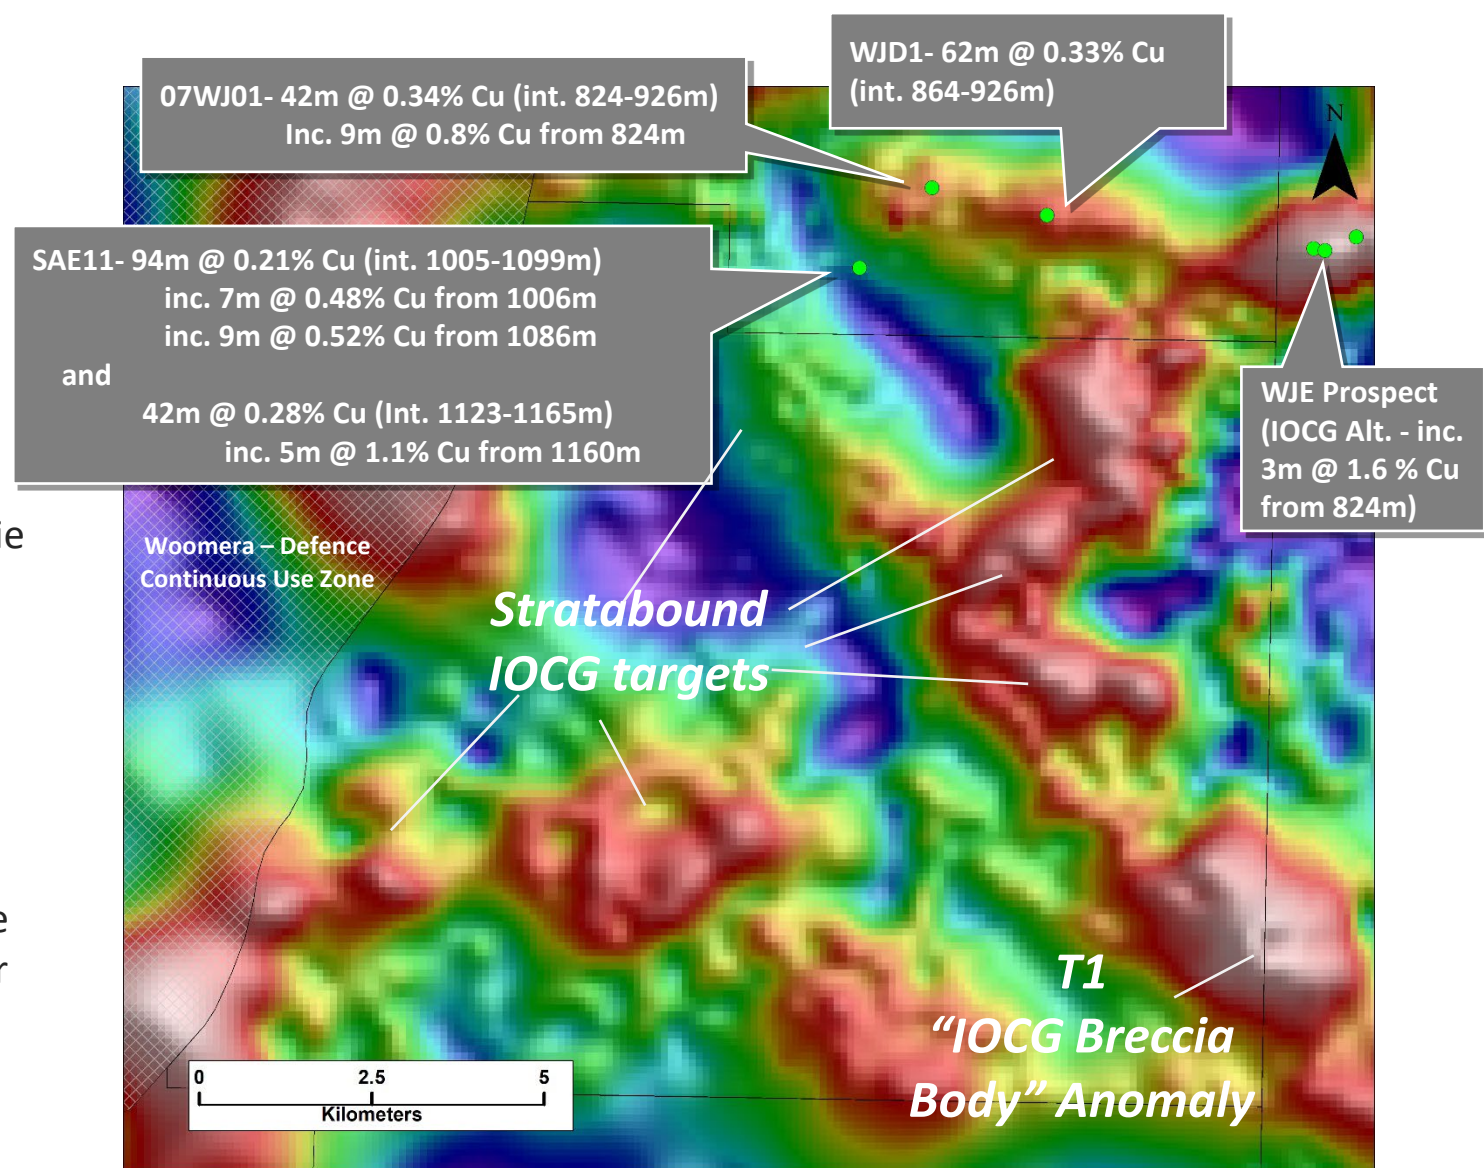 WJD1- 62m @ 0.33% Cu
(int. 864-926m)
07WJ01- 42m @ 0.34% Cu (int. 824-926m)
Inc. 9m @ 0.8% Cu from 824m
N
SAE11- 94m @ 0.21% Cu (int. 1005-1099m)
inc. 7m @ 0.48% Cu from 1006m
inc. 9m @ 0.52% Cu from 1086m
and
42m @ 0.28% Cu (Int. 1123-1165m)
inc. 5m @ 1.1% Cu from 1160m
WJE Prospect
(IOCG Alt. - inc.
3m @ 1.6 % Cu
from 824m)
ie
Woomera – Defence
Continuous Use Zone
Stratabound
IOCG targets
e
r
T1
“IOCG Breccia
Body” Anomaly
0 2.5 5
Kilometers